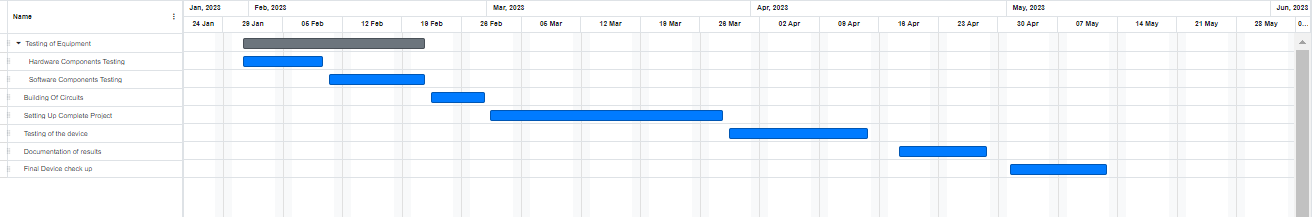 Name
Jan, 2023 Feb, 2023 Mar, 2023 Apr, 2023 May, 2023 Jun, 2023
24 Jan 29 Jan 05 Feb 12 Feb 19 Feb 26 Feb 05 Mar 12 Mar 19 Mar 26 Mar 02 Apr 09 Apr 16 Apr 23 Apr 30 Apr 07 May 14 May 21 May 28 May 0...
Testing of Equipment
Hardware Components Testing
Software Components Testing
Building Of Circuits
Setting Up Complete Project
Testing of the device
Documentation of results
Final Device check up